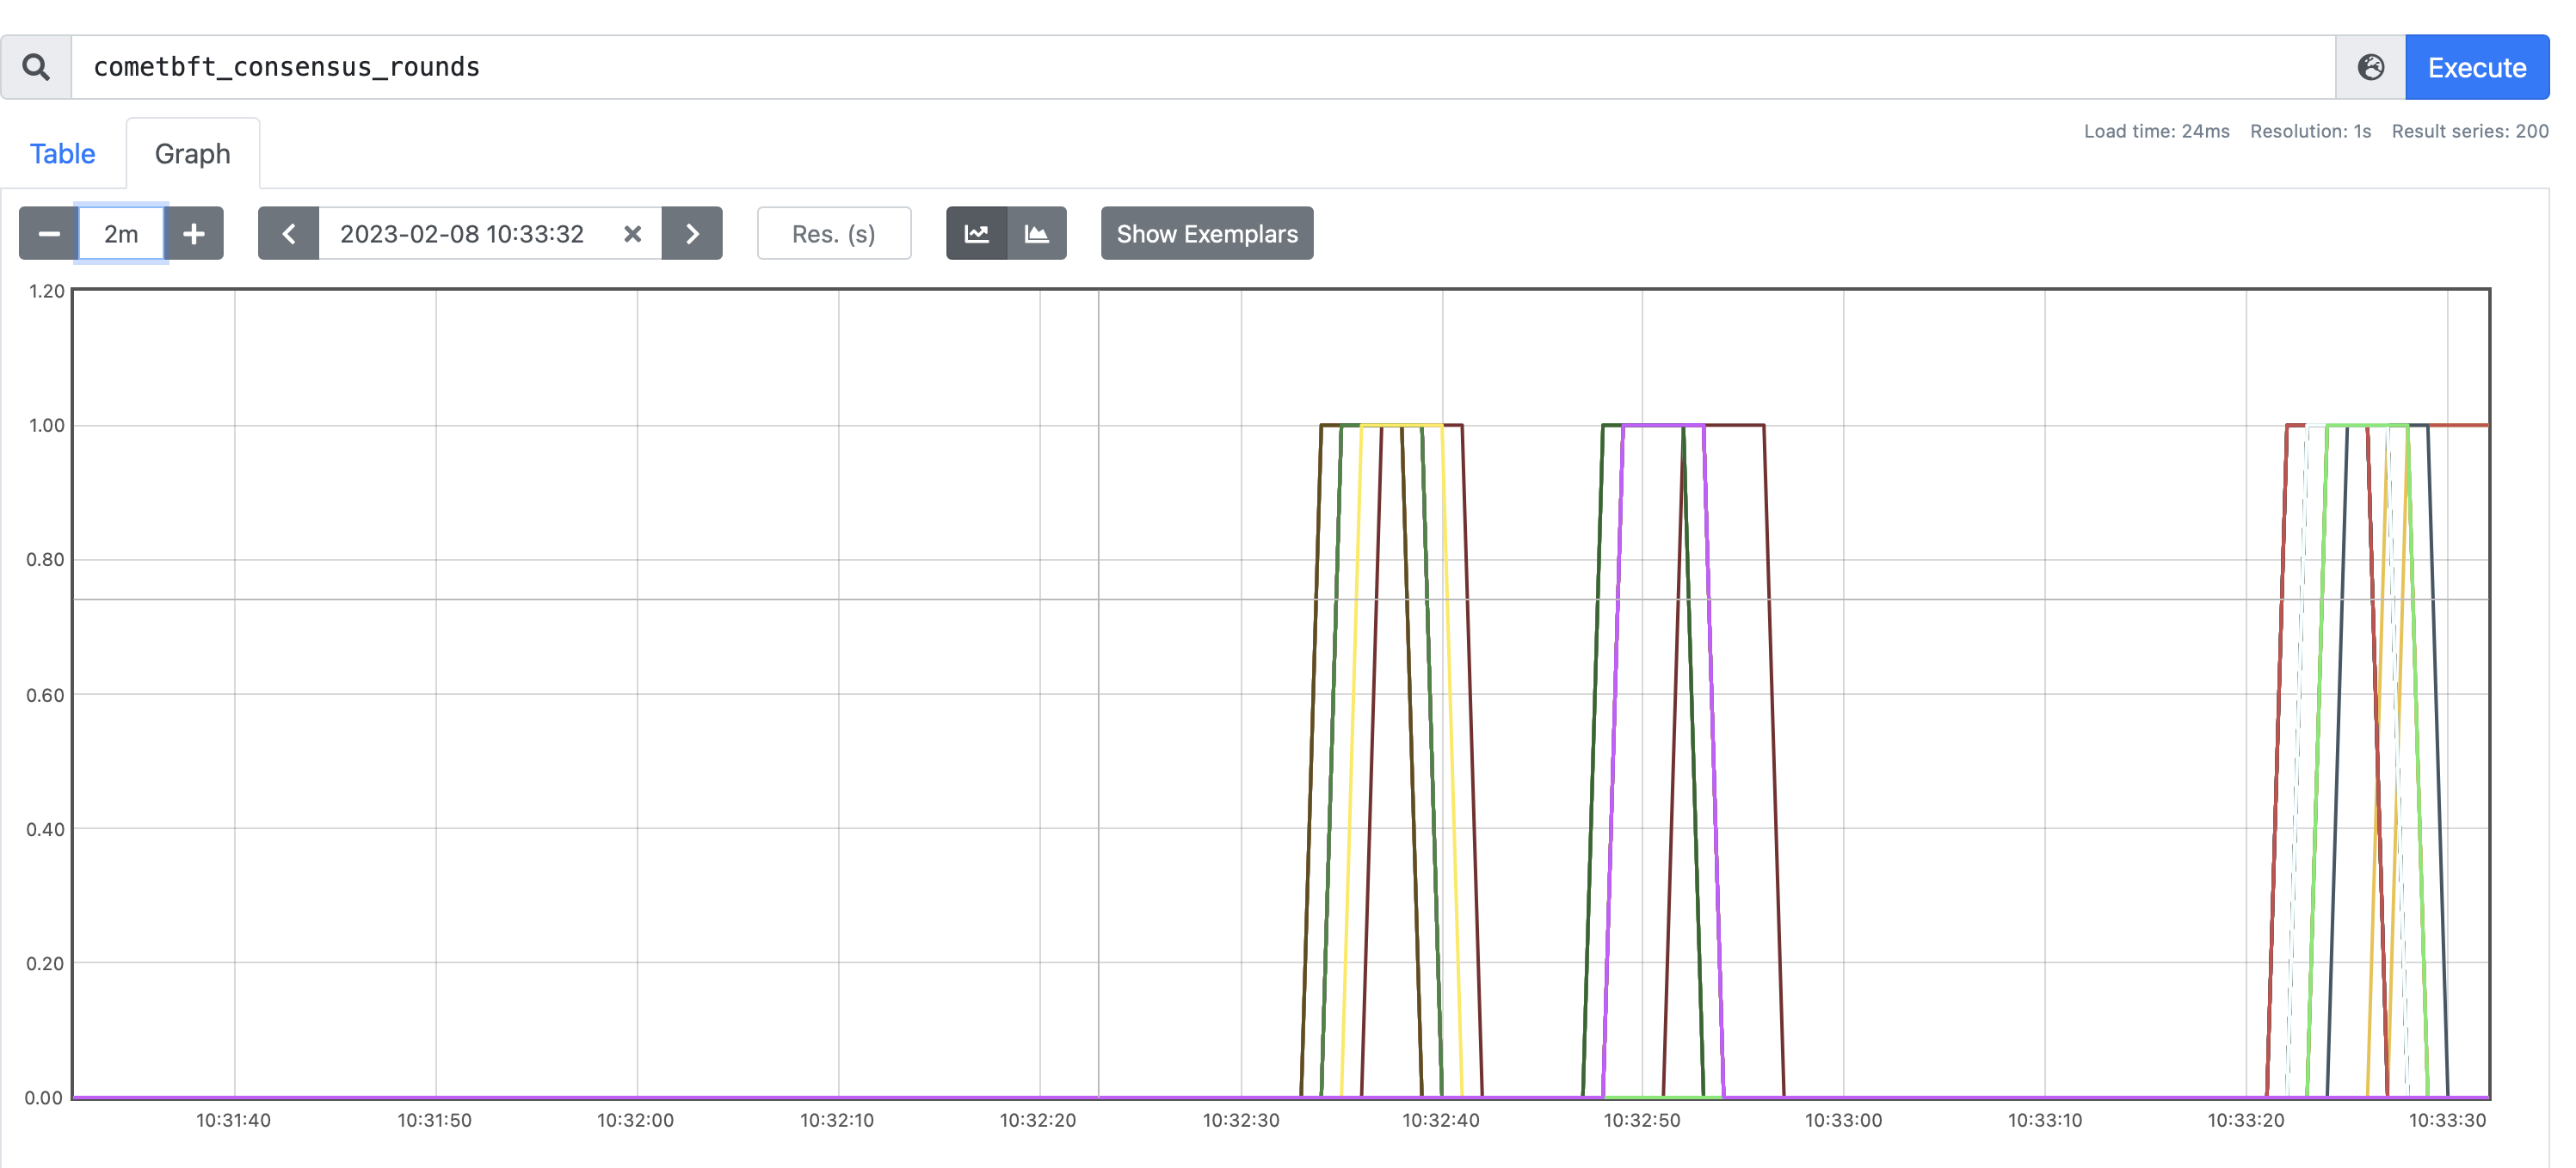 cometbft_consensus_rounds
Execute
Load time: 24ms Resolution: 1s Result series: 200
Table Graph
2m 2023-02-08 10:33:32 Res. (s) Show Exemplars
1.20
1.00
0.80
0.60
0.40
0.20
0.00
10:31:40 10:31:50 10:32:00 10:32:10 10:32:20 10:32:30 10:32:40 10:32:50 10:33:00 10:33:10 10:33:20 10:33:30